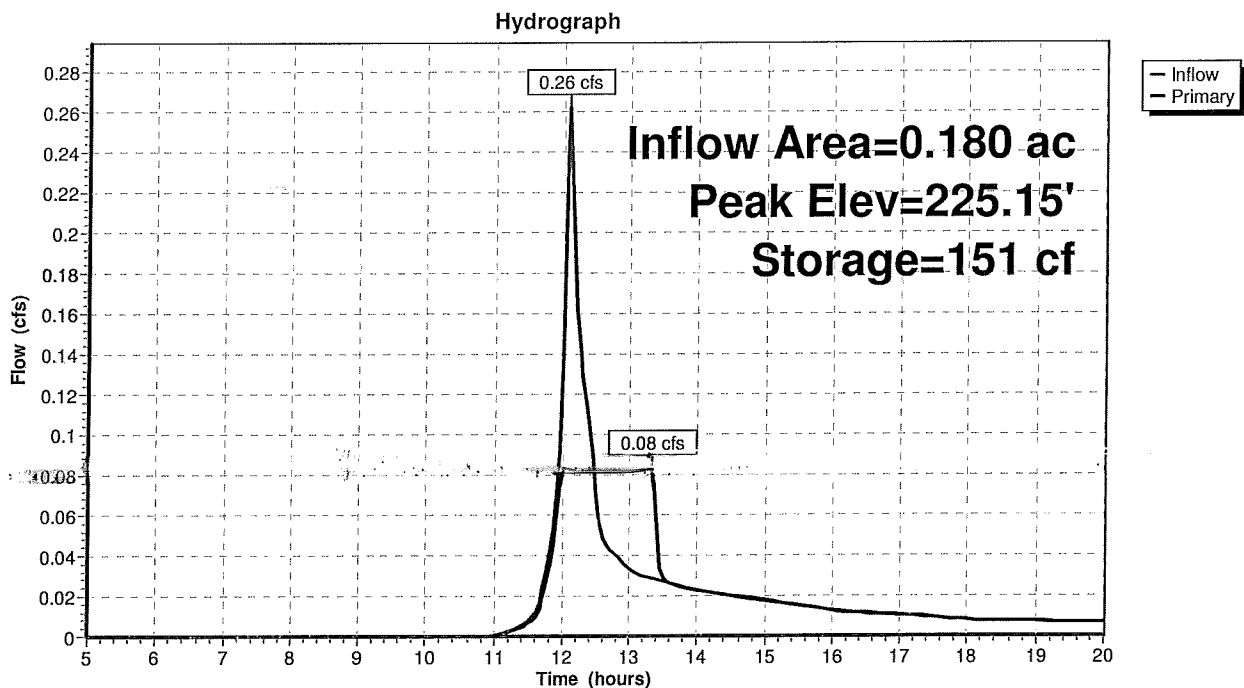 Hydrograph
Inflow
Primary
0.26 cfs
Inflow Area=0.180 ac
Peak Elev=225.15'
Storage=151 cf
0.08 cfs
Flow (cfs)
0.28
0.26
0.24
0.22
0.2
0.18
0.16
0.14
0.12
0.1
0.08
0.06
0.04
0.02
0
5 6 7 8 9 10 11 12 13 14 15 16 17 18 19 20
Time (hours)